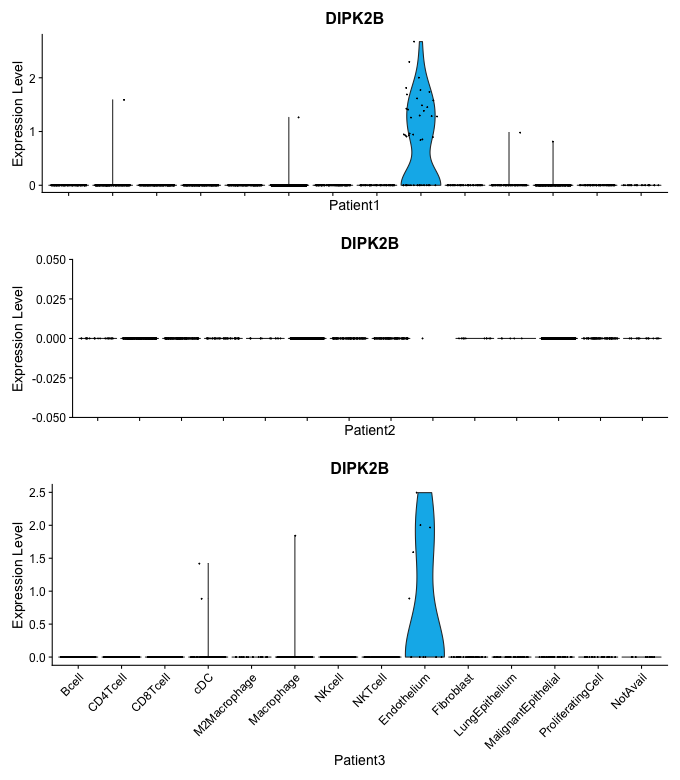 DIPK2B
Expression Level
2
1
0
Patient1
DIPK2B
Expression Level
0.050
0.025
0.000
-0.025
-0.050
Patient2
DIPK2B
Expression Level
2.5
2.0
1.5
1.0
0.5
0.0
Bcell
CD4Tcell
CD8Tcell
cDC
M2Macrophage
Macrophage
NKcell
NKTcell
Endothelium
Fibroblast
LungEpithelium
MalignantEpithelial
ProliferatingCell
NotAvail
Patient3